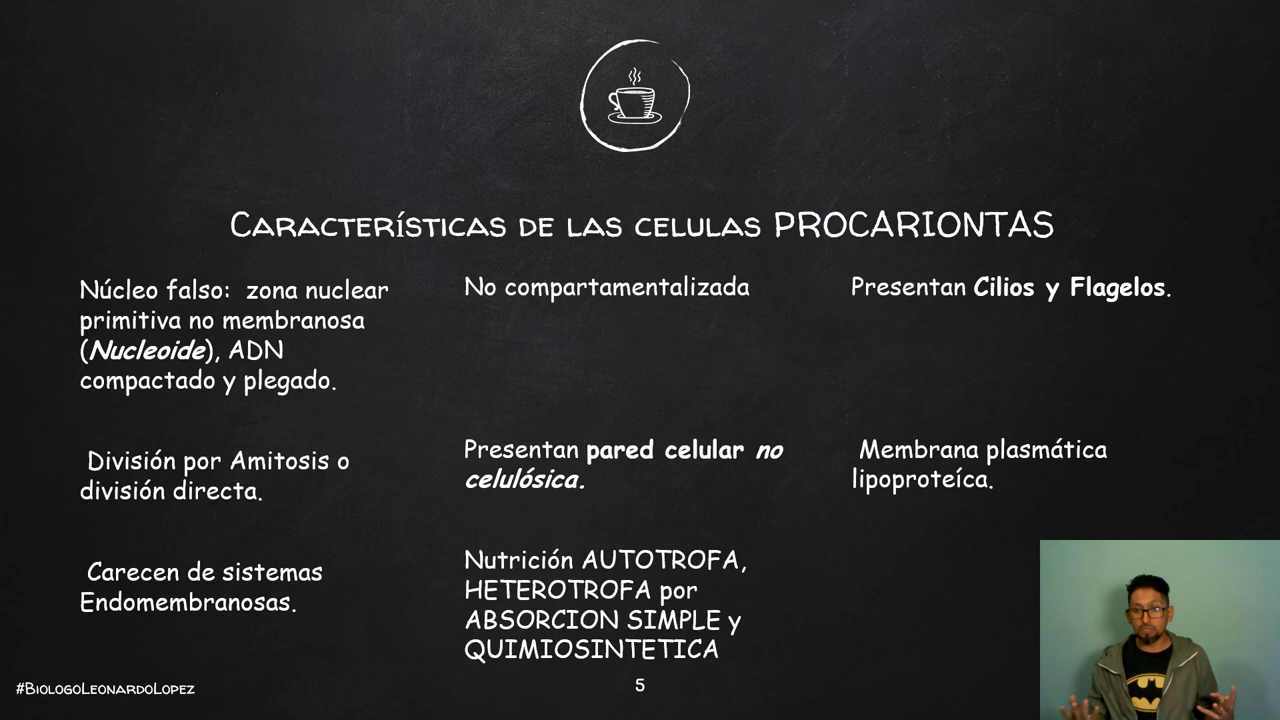 Características de las celulas PROCARIONTAS
Núcleo falso: zona nuclear
primitiva no membranosa
(Nucleoide), ADN
compactado y plegado.
División por Amitosis o
división directa.
Carecen de sistemas
Endomembranosas.
No compartamentalizada
Presentan pared celular no
celulósica.
Nutrición AUTOTROFA,
HETEROTROFA por
ABSORCION SIMPLE y
QUIMIOSINTETICA
Presentan Cilios y Flagelos.
Membrana plasmática
lipoproteíca.
#BiologoLeonardoLopez
5